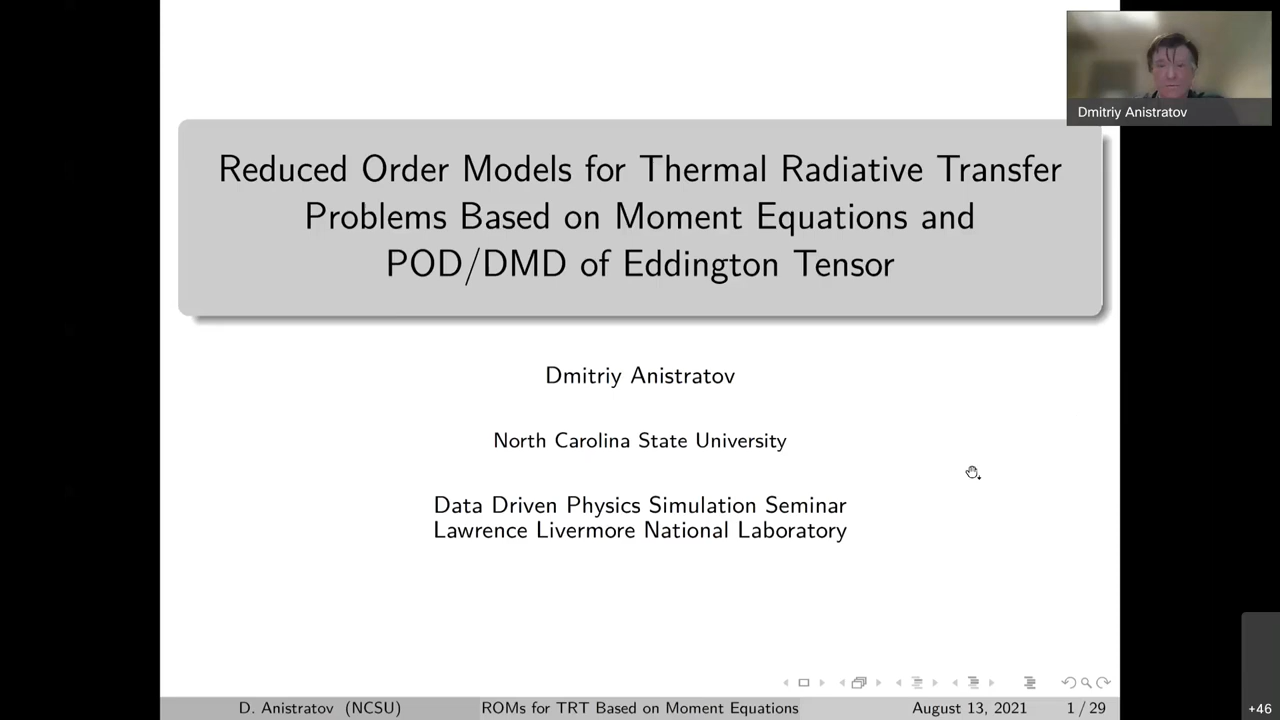 Dmitriy Anistratov
Reduced Order Models for Thermal Radiative Transfer
Problems Based on Moment Equations and
POD/DMD of Eddington Tensor
Dmitriy Anistratov
North Carolina State University
Data Driven Physics Simulation Seminar
Lawrence Livermore National Laboratory
D. Anistratov (NCSU) ROMs for TRT Based on Moment Equations August 13, 2021 1 / 29
+46